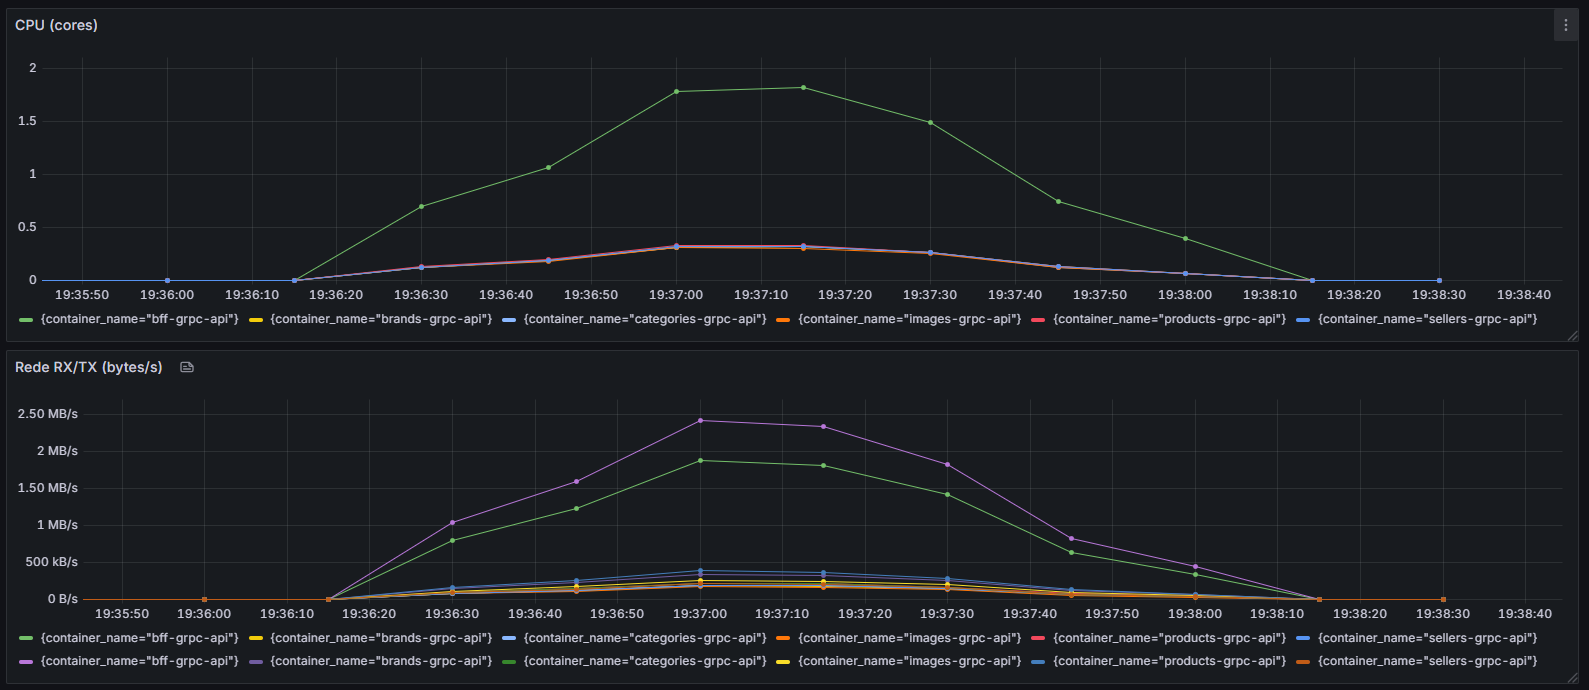 CPU (cores)
2
1.5
1
0.5
0
19:35:50 19:36:00 19:36:10 19:36:20 19:36:30 19:36:40 19:36:50 19:37:00 19:37:10 19:37:20 19:37:30 19:37:40 19:37:50 19:38:00 19:38:10 19:38:20 19:38:30 19:38:40
{container_name="bff-grpc-api"} {container_name="brands-grpc-api"} {container_name="categories-grpc-api"} {container_name="images-grpc-api"} {container_name="products-grpc-api"} {container_name="sellers-grpc-api"}
Rede RX/TX (bytes/s)
2.50 MB/s
2 MB/s
1.50 MB/s
1 MB/s
500 kB/s
0 B/s
19:35:50 19:36:00 19:36:10 19:36:20 19:36:30 19:36:40 19:36:50 19:37:00 19:37:10 19:37:20 19:37:30 19:37:40 19:37:50 19:38:00 19:38:10 19:38:20 19:38:30 19:38:40
{container_name="bff-grpc-api"} {container_name="brands-grpc-api"} {container_name="categories-grpc-api"} {container_name="images-grpc-api"} {container_name="products-grpc-api"} {container_name="sellers-grpc-api"}
{container_name="bff-grpc-api"} {container_name="brands-grpc-api"} {container_name="categories-grpc-api"} {container_name="images-grpc-api"} {container_name="products-grpc-api"} {container_name="sellers-grpc-api"}